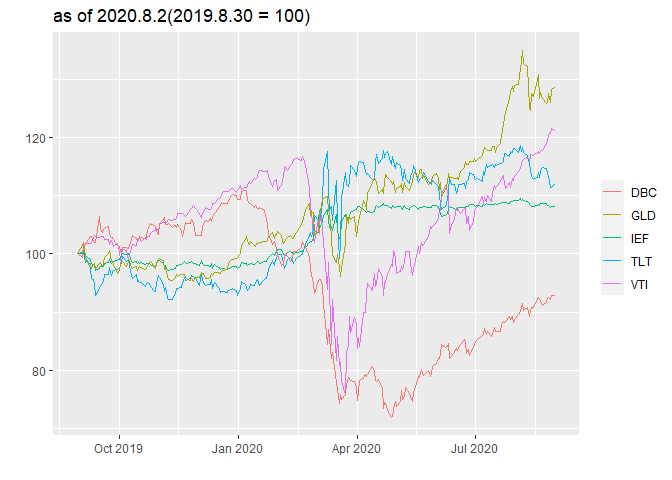 as of 2020.8.2(2019.8.30 = 100)
120
100
80
Oct 2019
Jan 2020
Apr 2020
Jul 2020
DBC
GLD
IEF
TLT
VTI